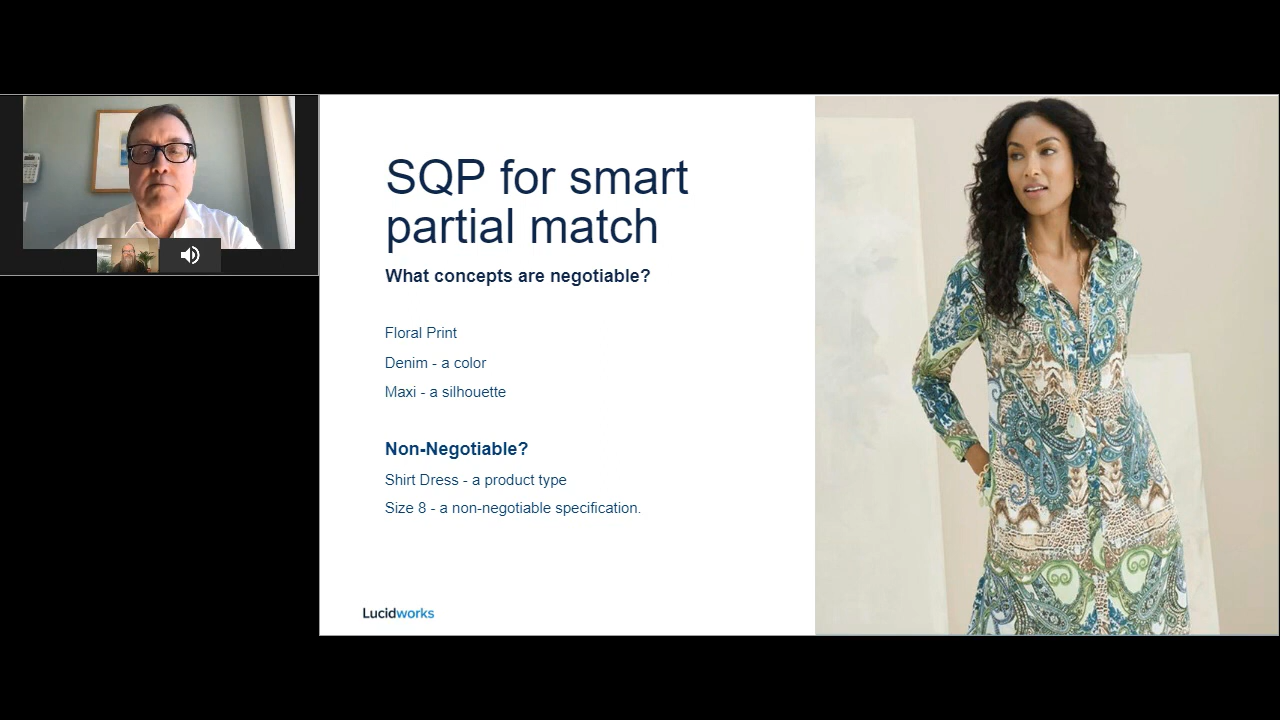 SQP for smart
partial match
What concepts are negotiable?
Floral Print
Denim - a color
Maxi - a silhouette
Non-Negotiable?
Shirt Dress - a product type
Size 8 - a non-negotiable specification.
Lucidworks